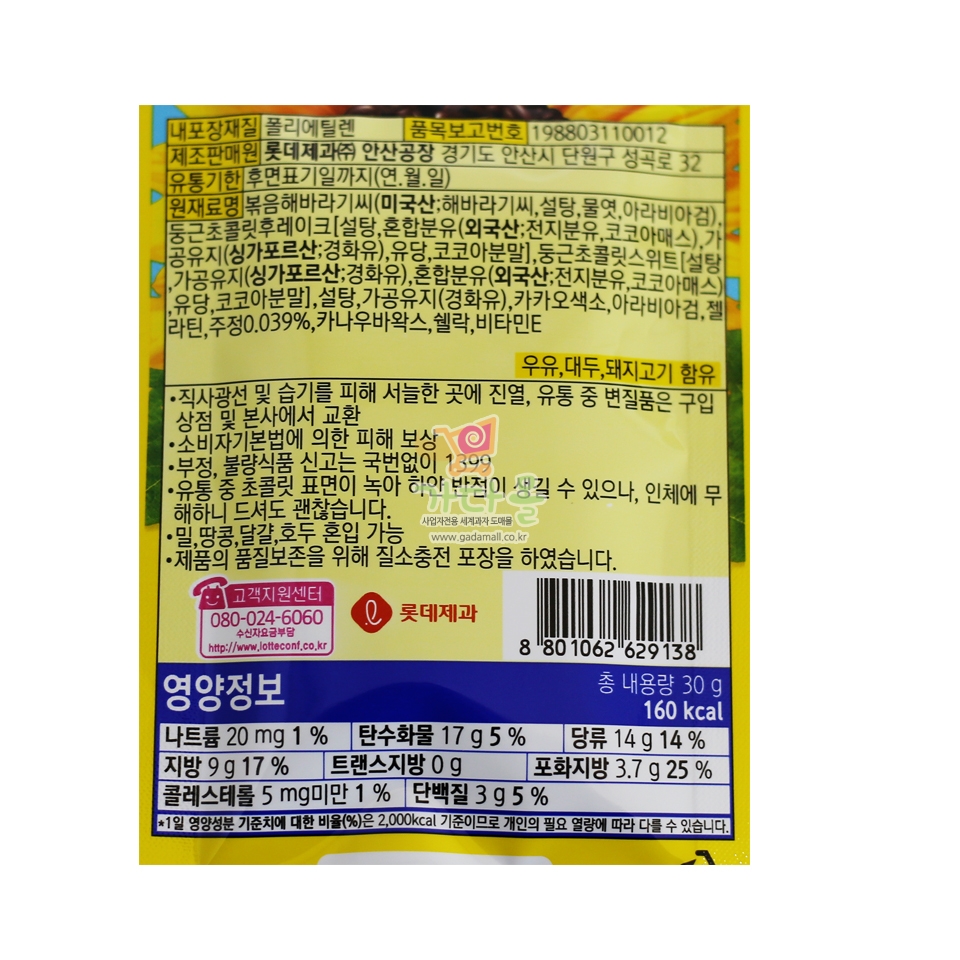 내포장재질 폴리에틸렌 품목보고번호 198803110012
제조판매원 롯데제과㈜ 안산공장 경기도 안산시 단원구 성곡로 32
유통기한 후면표기일까지(연.월.일)
원재료명 볶음해바라기씨(미국산;해바라기씨,설탕,물엿,아라비아검),
둥근초콜릿후레이크[설탕,혼합분유(외국산;전지분유,코코아매스),가
공유지(싱가포르산;경화유),유당,코코아분말],둥근초콜릿스위트[설탕
,가공유지(싱가포르산;경화유),혼합분유(외국산;전지분유,코코아매스)
,유당,코코아분말],설탕,가공유지(경화유),카카오색소,아라비아검,젤
라틴,주정0.039%,카나우바왁스,쉘락,비타민E
우유,대두,돼지고기 함유
•직사광선 및 습기를 피해 서늘한 곳에 진열, 유통 중 변질품은 구입
상점 및 본사에서 교환
•소비자기본법에 의한 피해 보상
•부정, 불량식품 신고는 국번없이 1399
•유통 중 초콜릿 표면이 녹아 하얀 반점이 생길 수 있으나, 인체에 무
해하니 드셔도 괜찮습니다.
까다몰
사업자전용 세계과자 도매몰
www.gadamall.co.kr
•밀,땅콩,달걀,호두 혼입 가능
•제품의 품질보존을 위해 질소충전 포장을 하였습니다.
고객지원센터
080-024-6060
수신자요금부담
http://www.lotteconf.co.kr
롯데제과
8 801062 629138
영양정보
총 내용량 30 g
160 kcal
나트륨 20 mg 1 % 탄수화물 17 g 5 % 당류 14 g 14 %
지방 9 g 17 % 트랜스지방 0 g 포화지방 3.7 g 25 %
콜레스테롤 5 mg미만 1 % 단백질 3 g 5 %
*1일 영양성분 기준치에 대한 비율(%)은 2,000kcal 기준이므로 개인의 필요 열량에 따라 다를 수 있습니다.